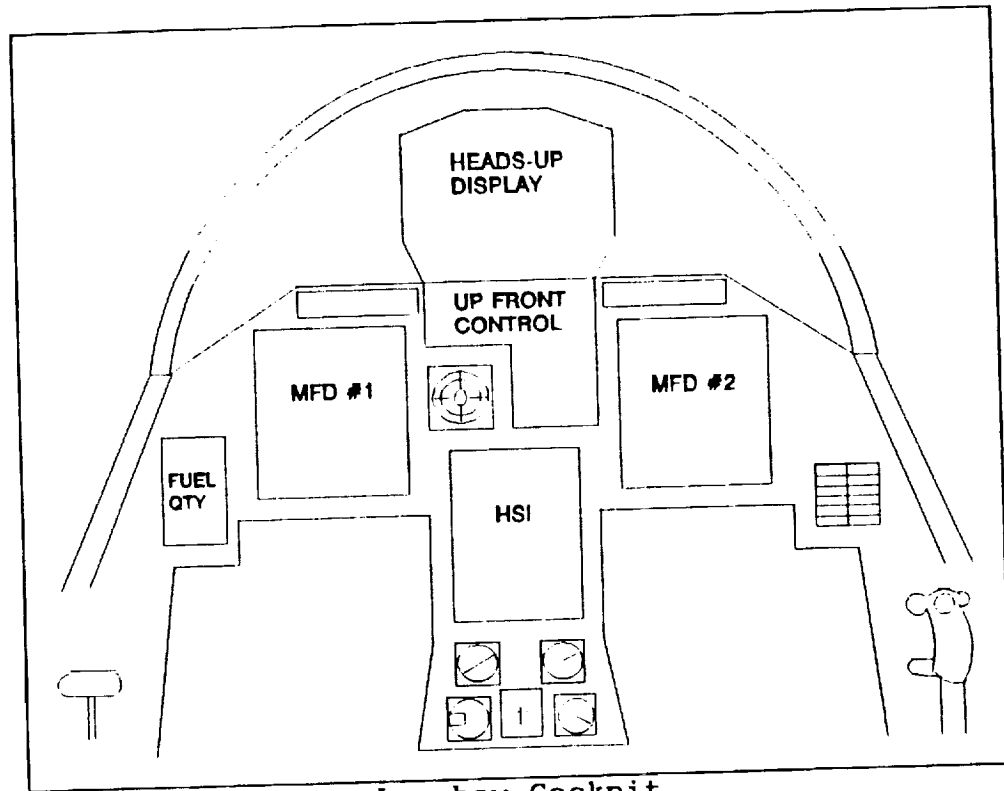 HEADS-UP
DISPLAY
UP FRONT
CONTROL
MFD #1
MFD #2
FUEL
QTY
HSI
1
Cockpit